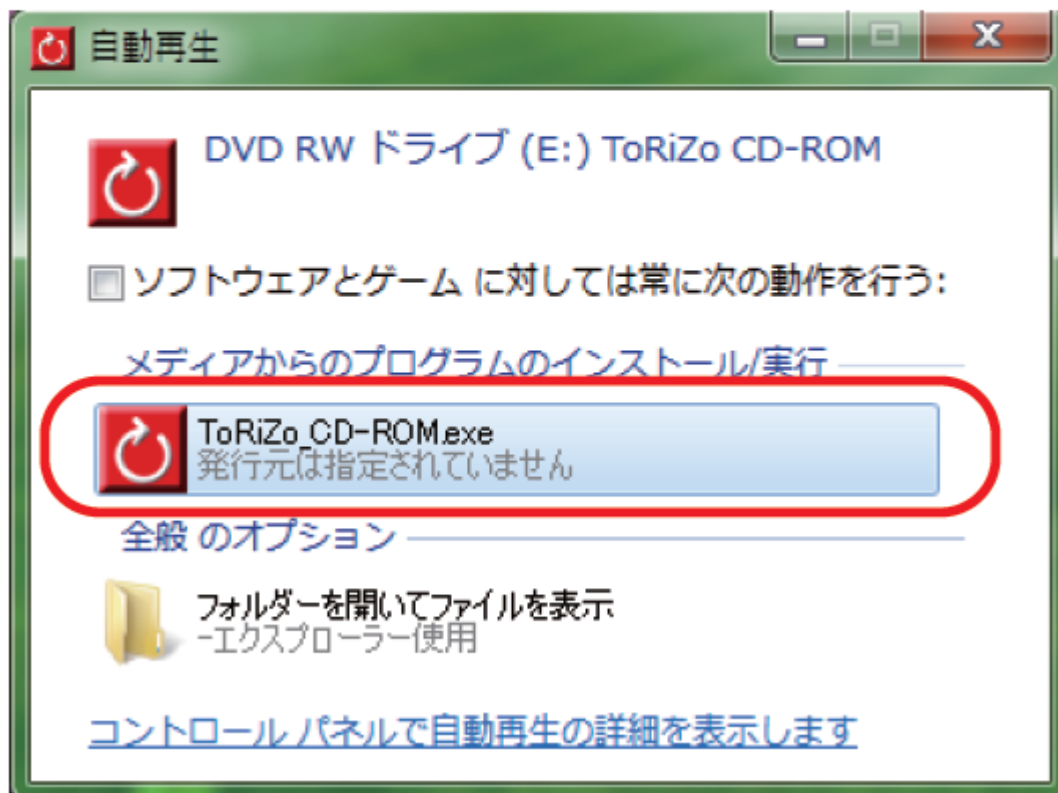 自動再生
DVD RW ドライブ (E:) ToRiZo CD-ROM
ソフトウェアとゲーム に対しては常に次の動作を行う:
メディアからのプログラムのインストール/実行
ToRiZo_CD-ROM.exe
発行元は指定されていません
全般 のオプション
フォルダーを開いてファイルを表示
-エクスプローラー使用
コントロール パネルで自動再生の詳細を表示します